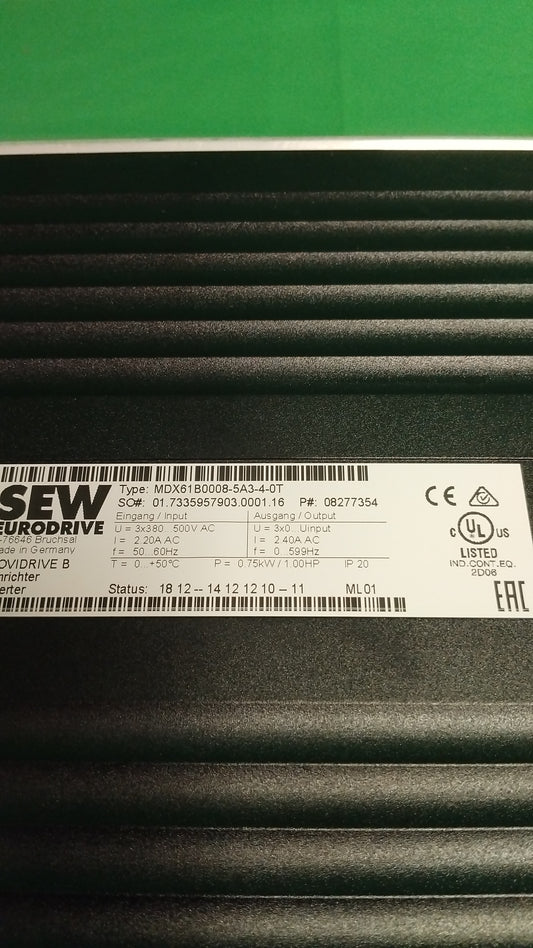 SEW
EURODRIVE
Type: MDX61B0008-5A3-4-0T
SO#: 01.7335957903.0001.16 P#: 08277354
Eingang / Input
U = 3x380...500V AC
I = 2.20A AC
f = 50...60Hz
T = 0...+50°C
Ausgang / Output
U = 3x0...Uinput
I = 2.40A AC
f = 0...599Hz
P = 0.75kW / 1.00HP IP 20
-76646 Bruchsal
ade in Germany
OVIDRIVE B
nrichter
erter
Status: 18 12 -- 14 12 12 10 -- 11 ML01
CE
C UL US
LISTED
IND.CONT.EQ.
2D06
EAC